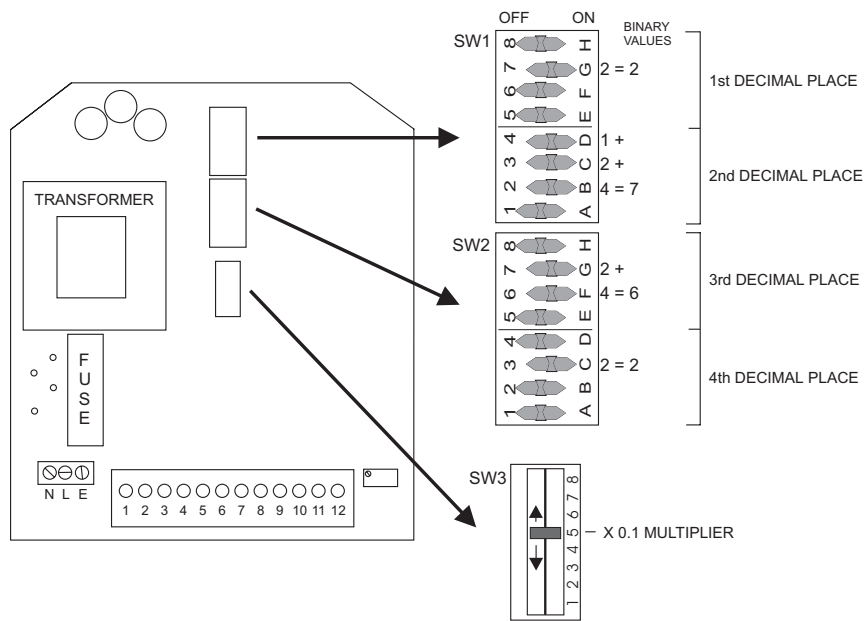 OFF ON
BINARY
VALUES
SW1
8 H
7 G 2 = 2
6 F
5 E
1st DECIMAL PLACE
4 D 1 +
3 C 2 +
2 B 4 = 7
1 A
2nd DECIMAL PLACE
SW2
8 H
7 G 2 +
6 F 4 = 6
5 E
3rd DECIMAL PLACE
4 D
3 C 2 = 2
2 B
1 A
4th DECIMAL PLACE
TRANSFORMER
FUSE
N L E
1 2 3 4 5 6 7 8 9 10 11 12
SW3
1 2 3 4 5 6 7 8
X 0.1 MULTIPLIER